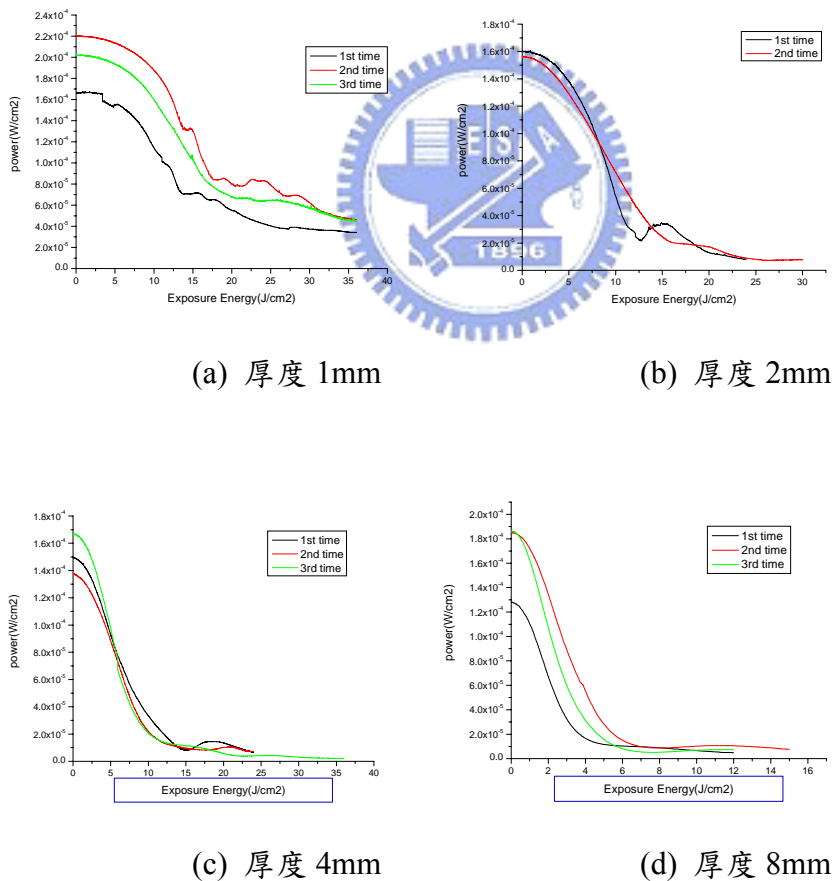 2.4x10⁻⁴
2.2x10⁻⁴
2.0x10⁻⁴
1.8x10⁻⁴
1.6x10⁻⁴
1.4x10⁻⁴
1.2x10⁻⁴
1.0x10⁻⁴
8.0x10⁻⁵
6.0x10⁻⁵
4.0x10⁻⁵
2.0x10⁻⁵
0.0
power(W/cm2)
1st time
2nd time
3rd time
0 5 10 15 20 25 30 35 40
Exposure Energy(J/cm2)
(a) 厚度 1mm
1.8x10⁻⁴
1.6x10⁻⁴
1.4x10⁻⁴
1.2x10⁻⁴
1.0x10⁻⁴
8.0x10⁻⁵
6.0x10⁻⁵
4.0x10⁻⁵
2.0x10⁻⁵
0.0
power(W/cm2)
1st time
2nd time
0 5 10 15 20 25 30
Exposure Energy(J/cm2)
(b) 厚度 2mm
1896
1.8x10⁻⁴
1.6x10⁻⁴
1.4x10⁻⁴
1.2x10⁻⁴
1.0x10⁻⁴
8.0x10⁻⁵
6.0x10⁻⁵
4.0x10⁻⁵
2.0x10⁻⁵
0.0
power(W/cm2)
1st time
2nd time
3rd time
0 5 10 15 20 25 30 35 40
Exposure Energy(J/cm2)
(c) 厚度 4mm
2.0x10⁻⁴
1.8x10⁻⁴
1.6x10⁻⁴
1.4x10⁻⁴
1.2x10⁻⁴
1.0x10⁻⁴
8.0x10⁻⁵
6.0x10⁻⁵
4.0x10⁻⁵
2.0x10⁻⁵
0.0
power(W/cm2)
1st time
2nd time
3rd time
0 2 4 6 8 10 12 14 16
Exposure Energy(J/cm2)
(d) 厚度 8mm